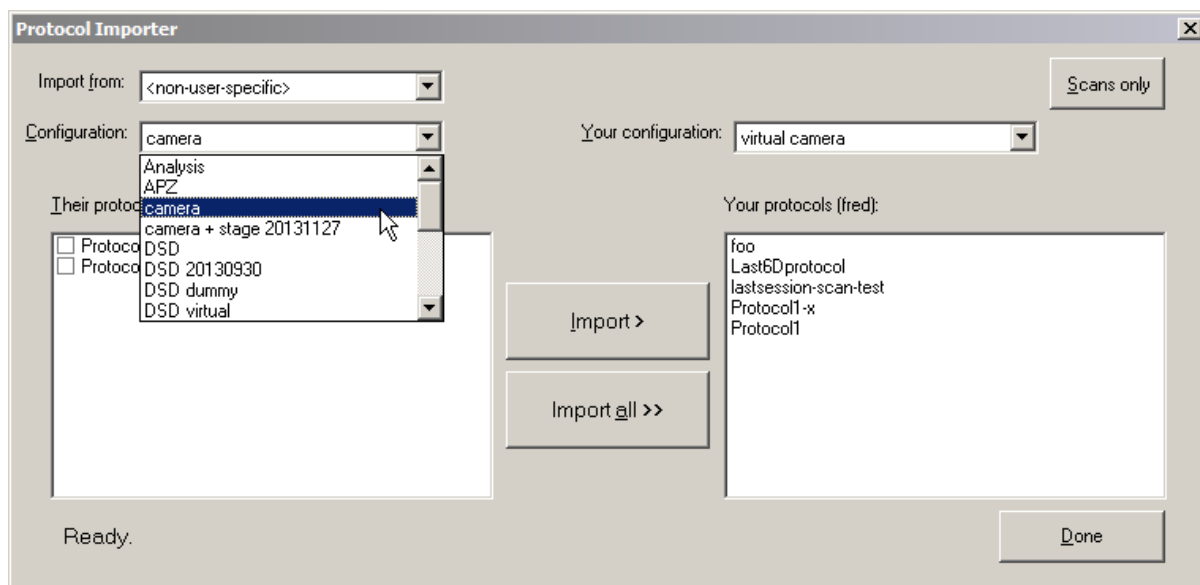 Protocol Importer
Import from:
<non-user-specific>
Scans only
Configuration:
camera
Your configuration:
virtual camera
Analysis
APZ
camera
camera + stage 20131127
DSD
DSD 20130930
DSD dummy
DSD virtual
Their protoc
Protoco
Protoco
Your protocols (fred):
foo
Last6Dprotocol
lastsession-scan-test
Protocol1-x
Protocol1
Import >
Import all >>
Ready.
Done